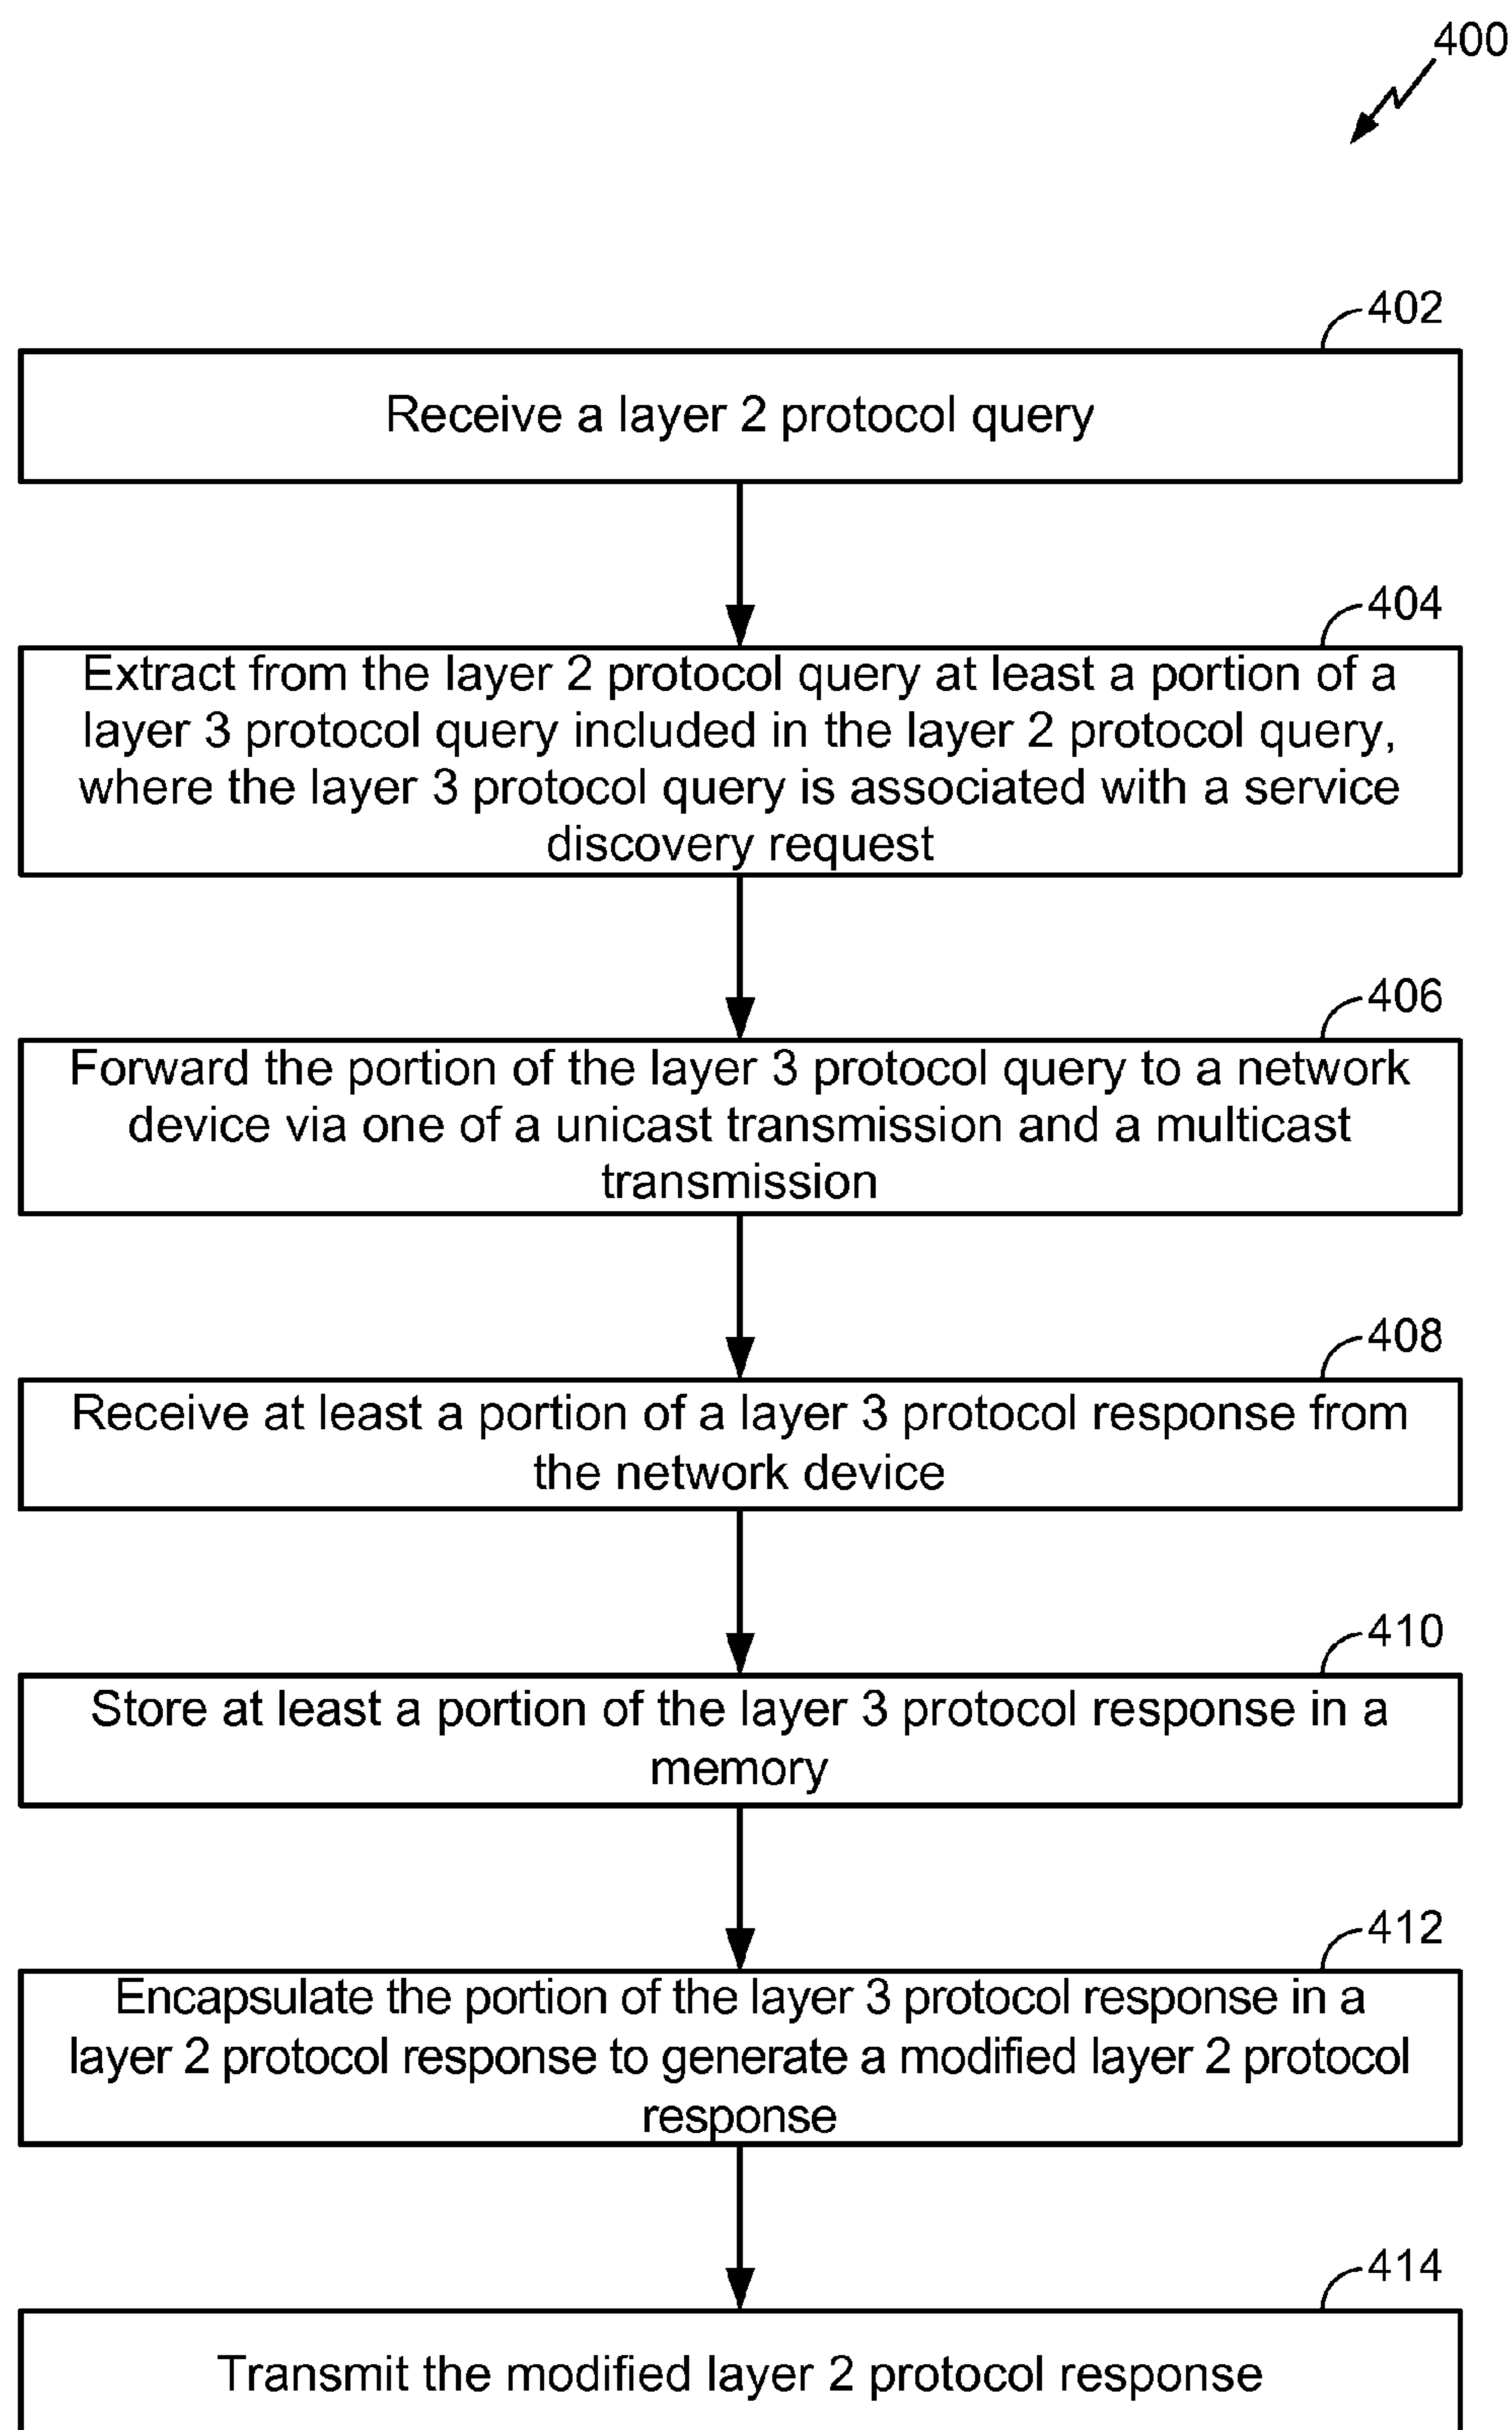 400
402
Receive a layer 2 protocol query
404
Extract from the layer 2 protocol query at least a portion of a
layer 3 protocol query included in the layer 2 protocol query,
where the layer 3 protocol query is associated with a service
discovery request
406
Forward the portion of the layer 3 protocol query to a network
device via one of a unicast transmission and a multicast
transmission
408
Receive at least a portion of a layer 3 protocol response from
the network device
410
Store at least a portion of the layer 3 protocol response in a
memory
412
Encapsulate the portion of the layer 3 protocol response in a
layer 2 protocol response to generate a modified layer 2 protocol
response
414
Transmit the modified layer 2 protocol response